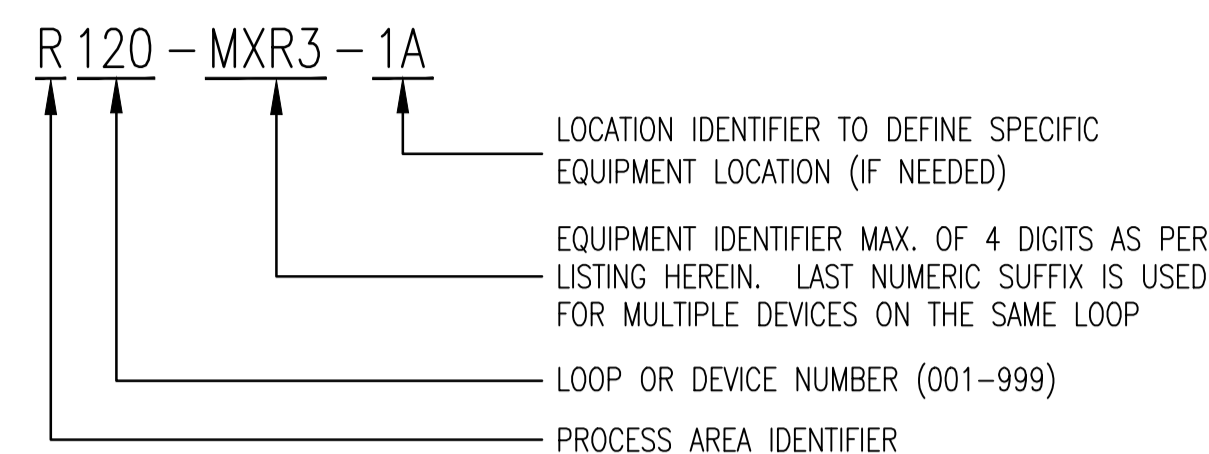 R 120 - MXR3 - 1A
LOCATION IDENTIFIER TO DEFINE SPECIFIC
EQUIPMENT LOCATION (IF NEEDED)
EQUIPMENT IDENTIFIER MAX. OF 4 DIGITS AS PER
LISTING HEREIN. LAST NUMERIC SUFFIX IS USED
FOR MULTIPLE DEVICES ON THE SAME LOOP
LOOP OR DEVICE NUMBER (001-999)
PROCESS AREA IDENTIFIER